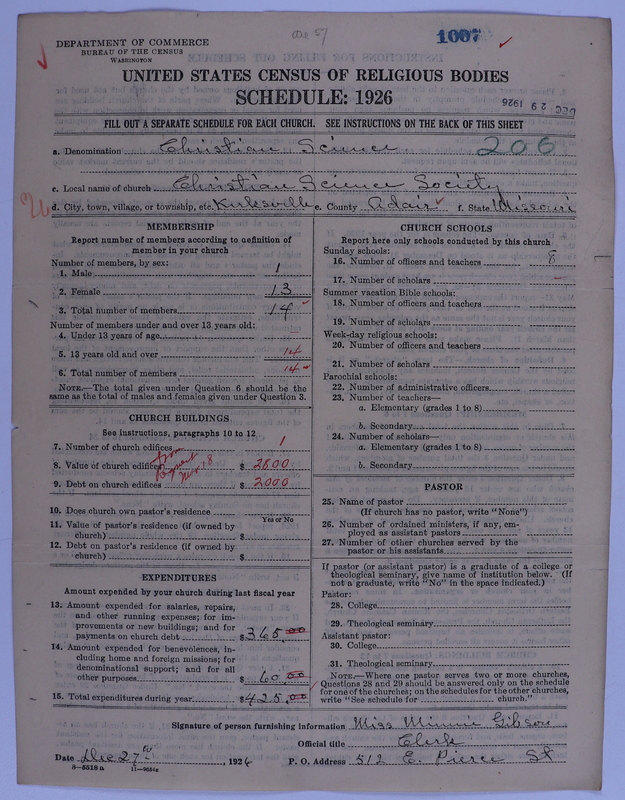 1007
DEPARTMENT OF COMMERCE
BUREAU OF THE CENSUS
WASHINGTON
UNITED STATES CENSUS OF RELIGIOUS BODIES
SCHEDULE: 1926
DEC 29 1926
FILL OUT A SEPARATE SCHEDULE FOR EACH CHURCH. SEE INSTRUCTIONS ON THE BACK OF THIS SHEET
a. Denomination Christian Science 206
c. Local name of church Christian Science Society
d. City, town, village, or township, etc. Kirksville e. County Adair f. State Missouri
MEMBERSHIP
Report number of members according to definition of
member in your church
Number of members, by sex:
1. Male 1
2. Female 13
3. Total number of members 14
Number of members under and over 13 years old:
4. Under 13 years of age
5. 13 years old and over 14
6. Total number of members 14
NOTE.—The total given under Question 6 should be the
same as the total of males and females given under Question 3.
CHURCH BUILDINGS
See instructions, paragraphs 10 to 12
7. Number of church edifices 1
8. Value of church edifices $ 2800
9. Debt on church edifices $ 2000
10. Does church own pastor's residence
Yes or No
11. Value of pastor's residence (if owned by
church) $
12. Debt on pastor's residence (if owned by
church) $
EXPENDITURES
Amount expended by your church during last fiscal year
13. Amount expended for salaries, repairs,
and other running expenses; for im-
provements or new buildings; and for
payments on church debt $ 365.00
14. Amount expended for benevolences, in-
cluding home and foreign missions; for
denominational support; and for all
other purposes $ 60.00
15. Total expenditures during year $ 425.00
CHURCH SCHOOLS
Report here only schools conducted by this church
Sunday schools:
16. Number of officers and teachers 8
17. Number of scholars
Summer vacation Bible schools:
18. Number of officers and teachers
19. Number of scholars
Week-day religious schools:
20. Number of officers and teachers
21. Number of scholars
Parochial schools:
22. Number of administrative officers
23. Number of teachers—
a. Elementary (grades 1 to 8)
b. Secondary
24. Number of scholars—
a. Elementary (grades 1 to 8)
b. Secondary
PASTOR
25. Name of pastor
(If church has no pastor, write "None")
26. Number of ordained ministers, if any, em-
ployed as assistant pastors
27. Number of other churches served by the
pastor or his assistants
If pastor (or assistant pastor) is a graduate of a college or
theological seminary, give name of institution below. (If
not a graduate, write "No" in the space indicated.)
Pastor:
28. College
29. Theological seminary
Assistant pastor:
30. College
31. Theological seminary
NOTE.—Where one pastor serves two or more churches,
Questions 28 and 29 should be answered only on the schedule
for one of the churches; on the schedules for the other churches,
write "See schedule for church."
Signature of person furnishing information Miss Minnie Gibson
Official title Clerk
Date Dec 27th, 1926 P. O. Address 512 E. Pierce St
8—5518a 11—9054a